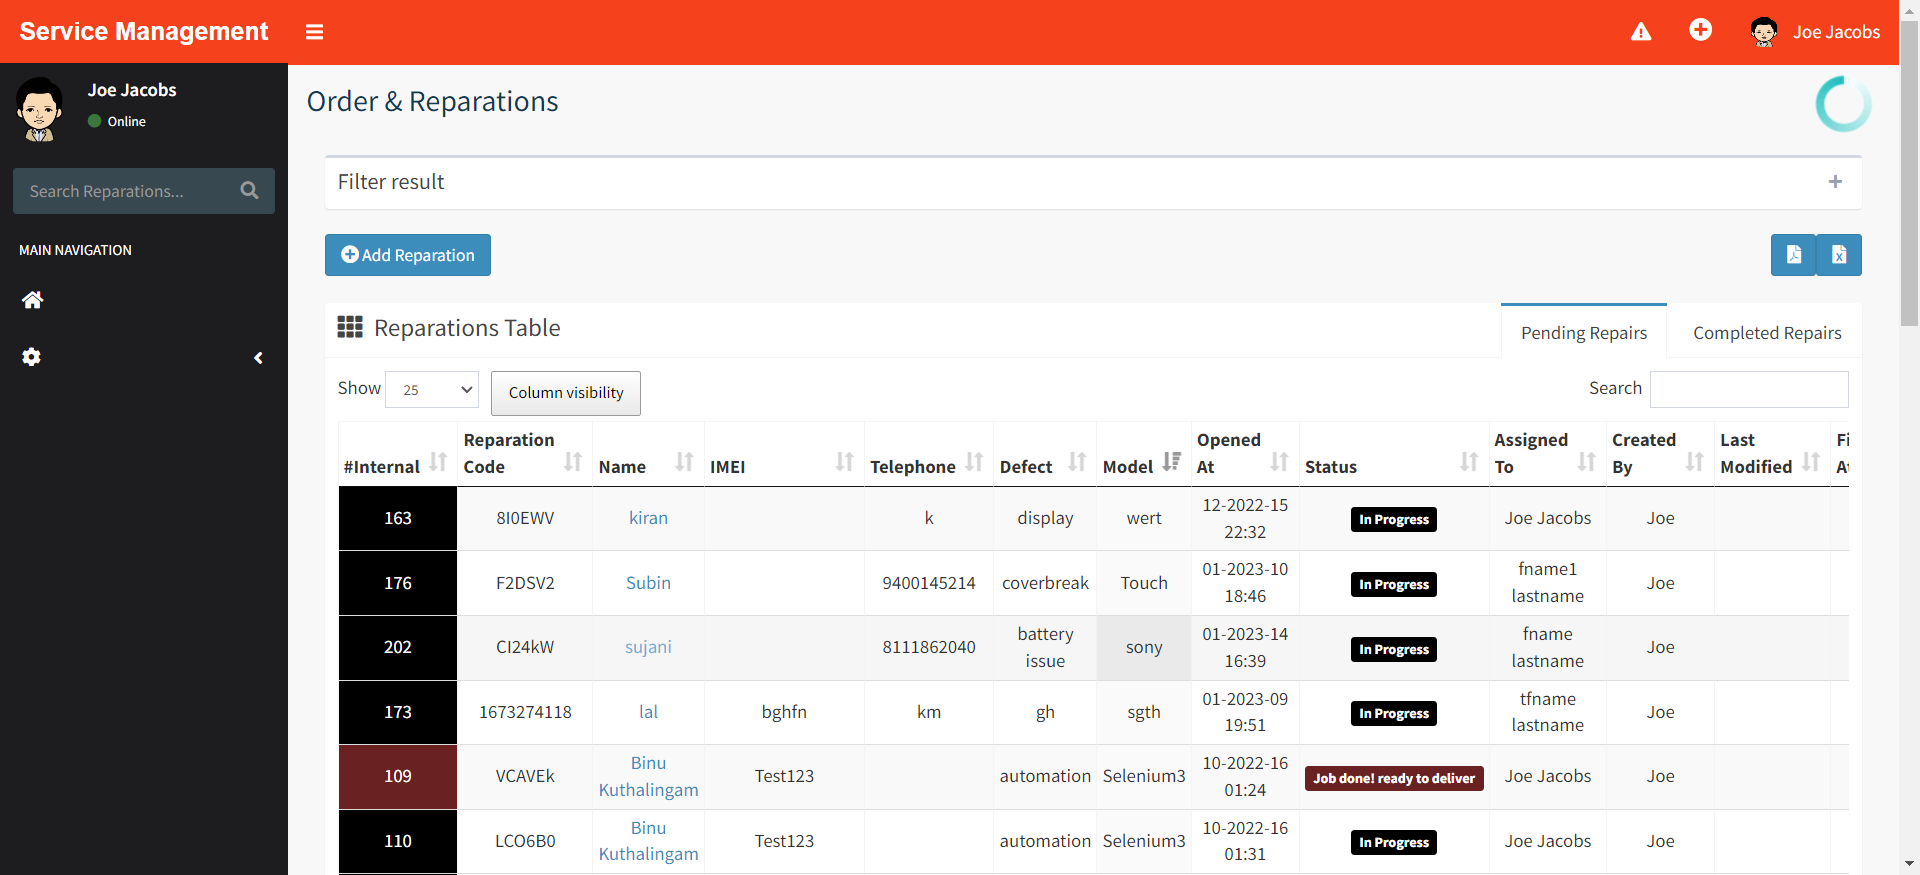 Service Management
Joe Jacobs
Joe Jacobs
Online
Search Reparations...
MAIN NAVIGATION
Order & Reparations
Filter result
Add Reparation
Reparations Table
Pending Repairs
Completed Repairs
Show 25 Column visibility Search
#Internal Reparation Code Name IMEI Telephone Defect Model Opened At Status Assigned To Created By Last Modified Fi
163 8I0EWV kiran k display wert 12-2022-15 22:32 In Progress Joe Jacobs Joe
176 F2DSV2 Subin 9400145214 coverbreak Touch 01-2023-10 18:46 In Progress fname1 lastname Joe
202 CI24kW sujani 8111862040 battery issue sony 01-2023-14 16:39 In Progress fname lastname Joe
173 1673274118 lal bghfn km gh sgth 01-2023-09 19:51 In Progress tfname lastname Joe
109 VCAVEk Binu Kuthalingam Test123 automation Selenium3 10-2022-16 01:24 Job done! ready to deliver Joe Jacobs Joe
110 LCO6B0 Binu Kuthalingam Test123 automation Selenium3 10-2022-16 01:31 In Progress Joe Jacobs Joe